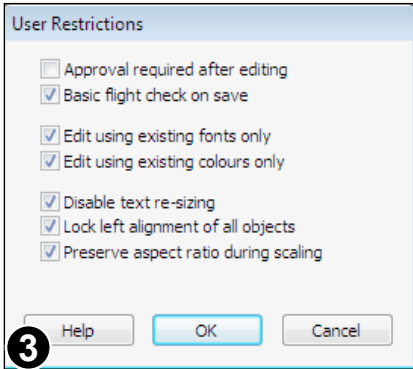 User Restrictions
Approval required after editing
Basic flight check on save
Edit using existing fonts only
Edit using existing colours only
Disable text re-sizing
Lock left alignment of all objects
Preserve aspect ratio during scaling
3 Help OK Cancel